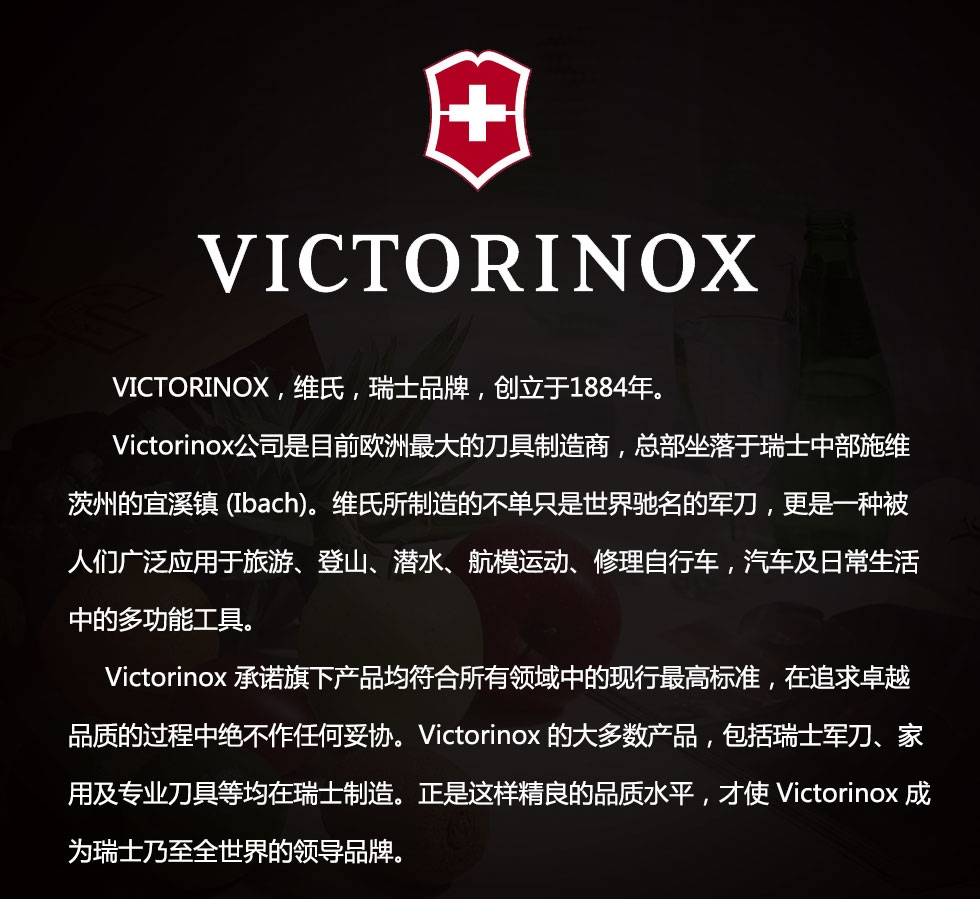 VICTORINOX
VICTORINOX，维氏，瑞士品牌，创立于1884年。
Victorinox公司是目前欧洲最大的刀具制造商，总部坐落于瑞士中部施维
茨州的宜溪镇 (Ibach)。维氏所制造的不单只是世界驰名的军刀，更是一种被
人们广泛应用于旅游、登山、潜水、航模运动、修理自行车，汽车及日常生活
中的多功能工具。
Victorinox 承诺旗下产品均符合所有领域中的现行最高标准，在追求卓越
品质的过程中绝不作任何妥协。Victorinox 的大多数产品，包括瑞士军刀、家
用及专业刀具等均在瑞士制造。正是这样精良的品质水平，才使 Victorinox 成
为瑞士乃至全世界的领导品牌。